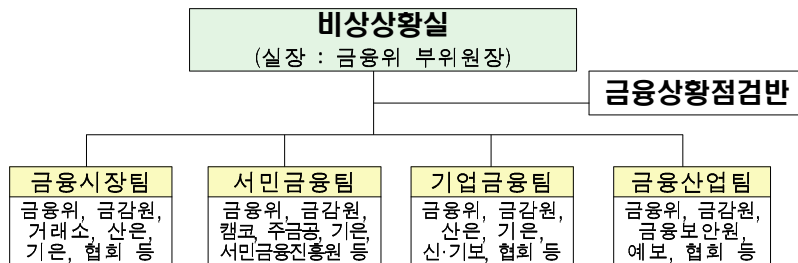 비상상황실
(실장 : 금융위 부위원장)
금융상황점검반
금융시장팀
금융위, 금감원,
거래소, 산은,
기은, 협회 등
서민금융팀
금융위, 금감원,
캠코, 주금공, 기은,
서민금융진흥원 등
기업금융팀
금융위, 금감원,
산은, 기은,
신·기보, 협회 등
금융산업팀
금융위, 금감원,
금융보안원,
예보, 협회 등